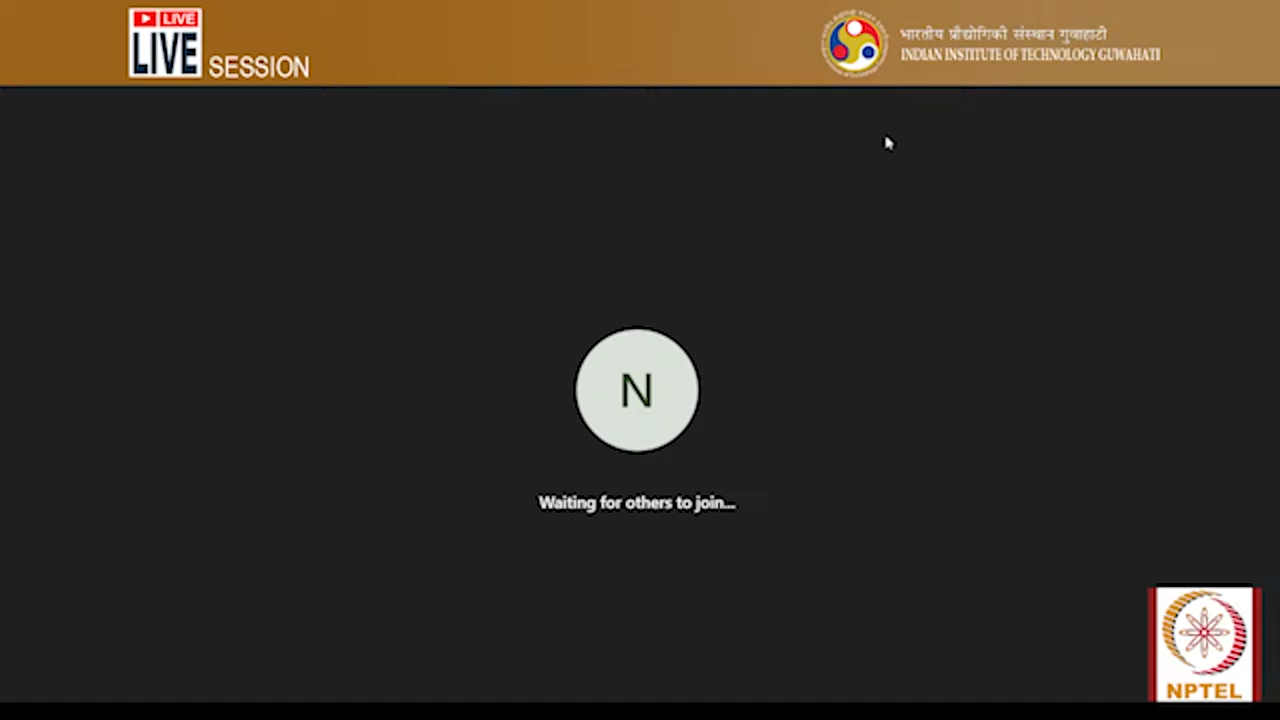 LIVE
LIVE SESSION
भारतीय प्रौद्योगिकी संस्थान गुवाहाटी
INDIAN INSTITUTE OF TECHNOLOGY GUWAHATI
N
Waiting for others to join...
NPTEL